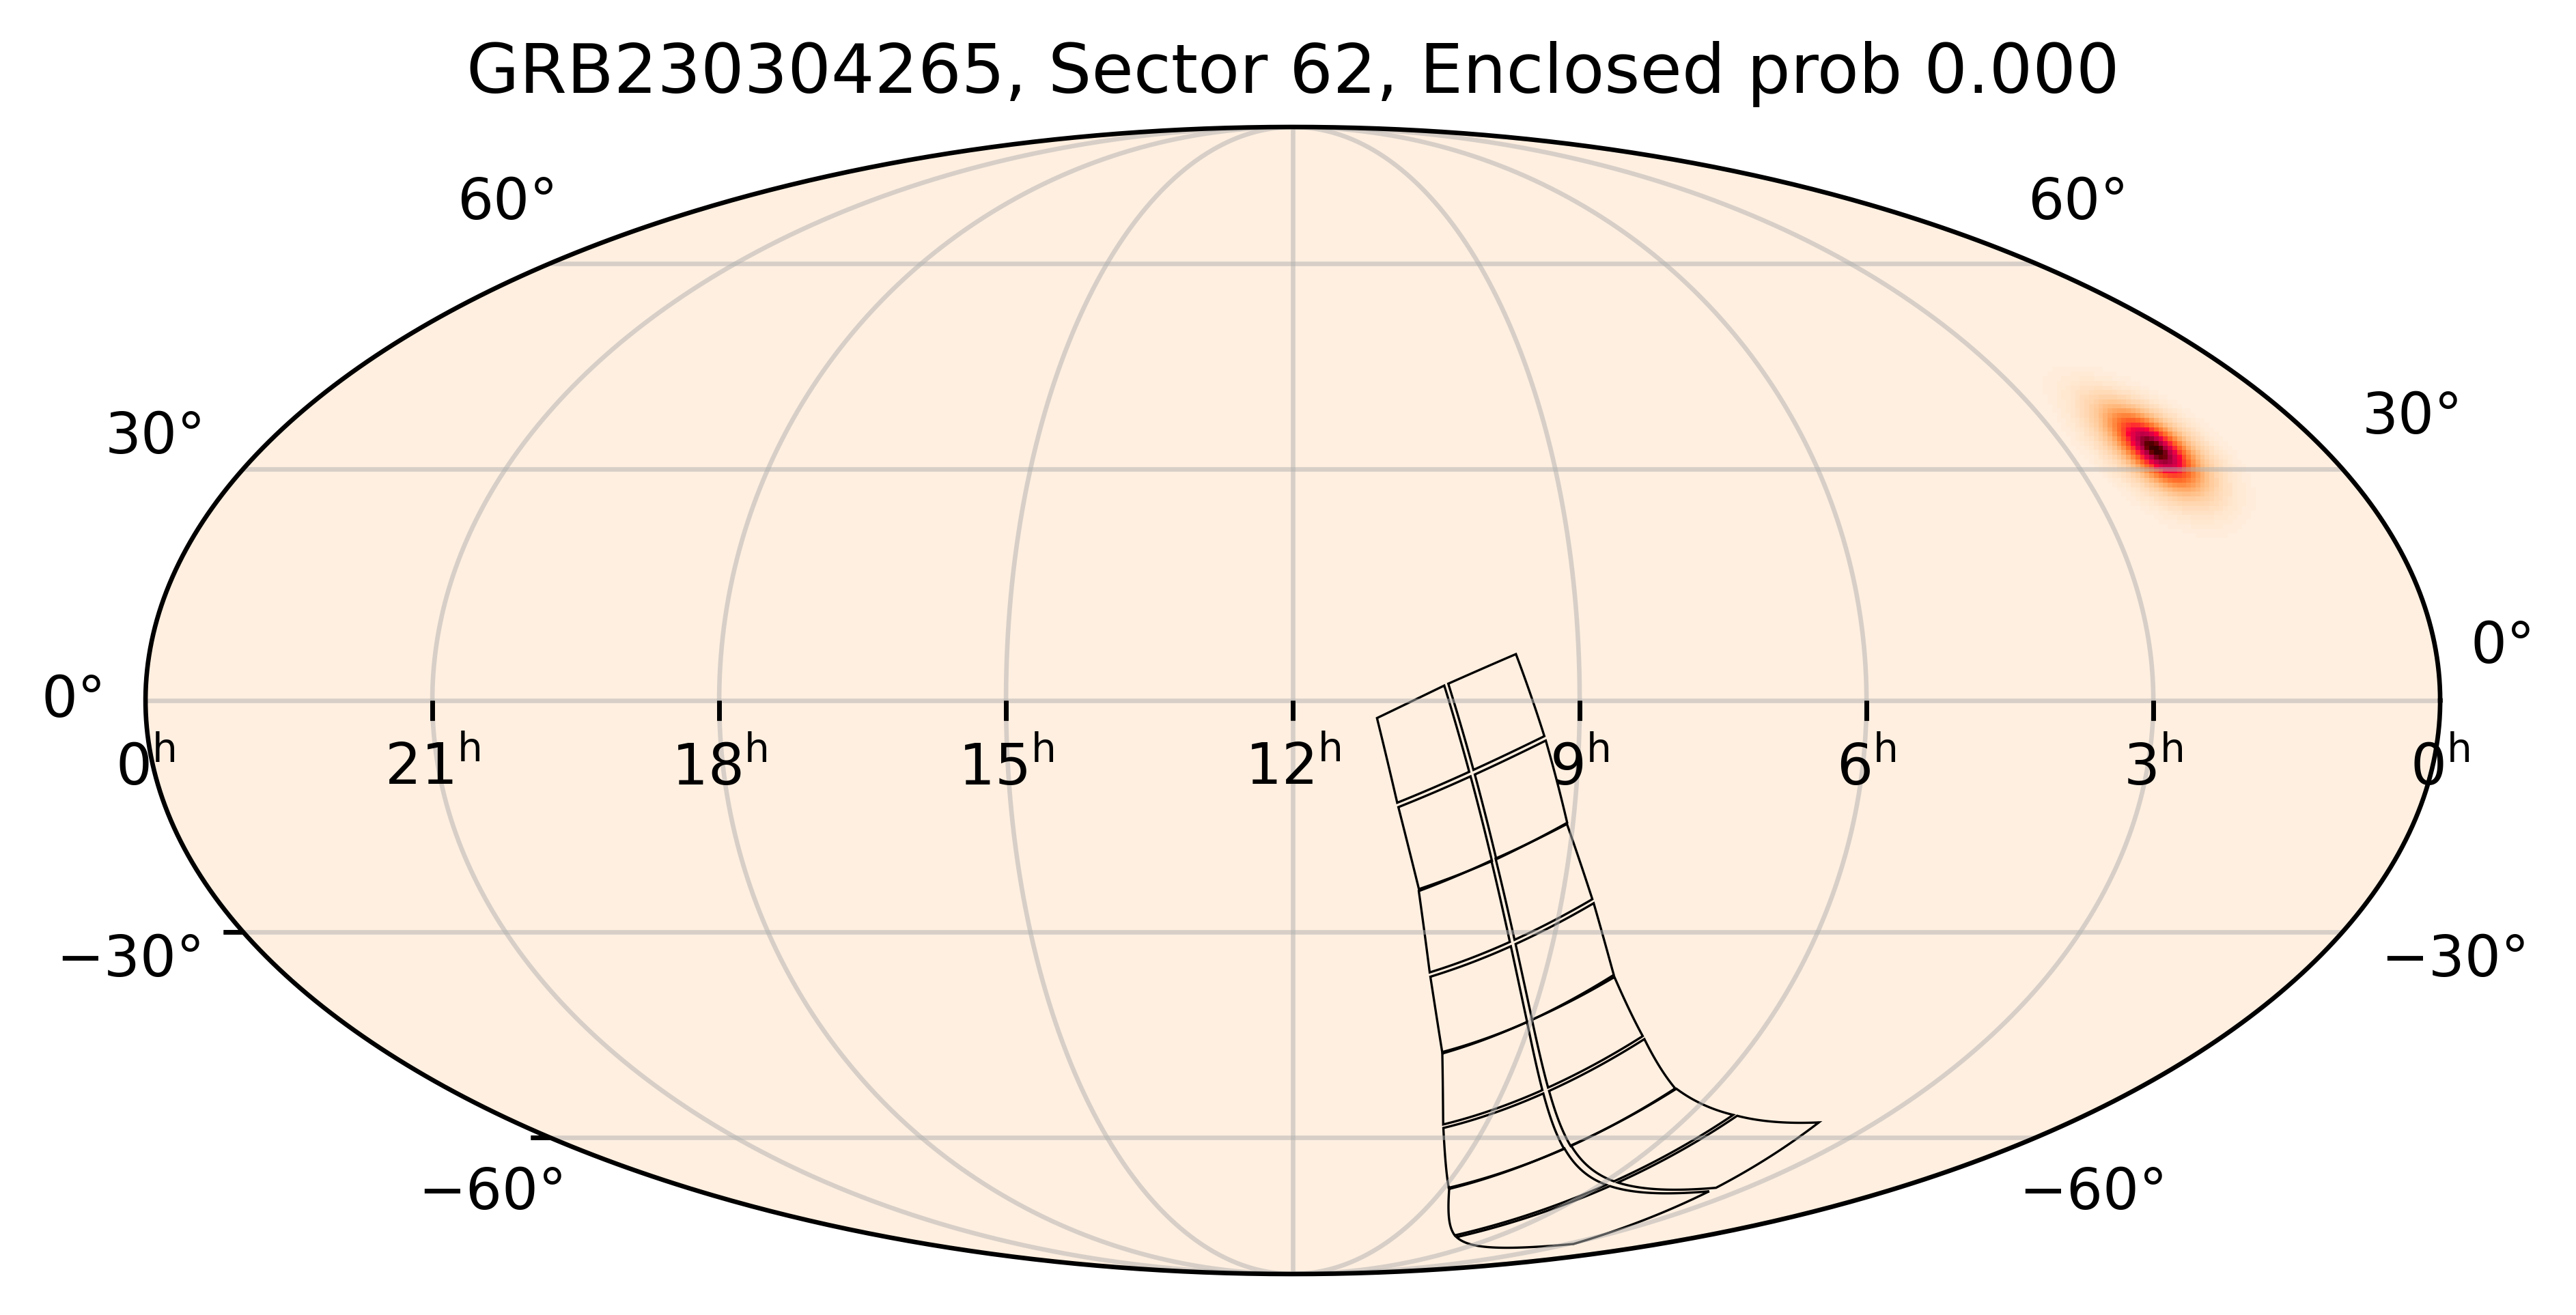 GRB230304265, Sector 62, Enclosed prob 0.000
60° 60°
30° 30°
0° 0°
0ʰ 21ʰ 18ʰ 15ʰ 12ʰ 9ʰ 6ʰ 3ʰ 0ʰ
−30° −30°
−60° −60°